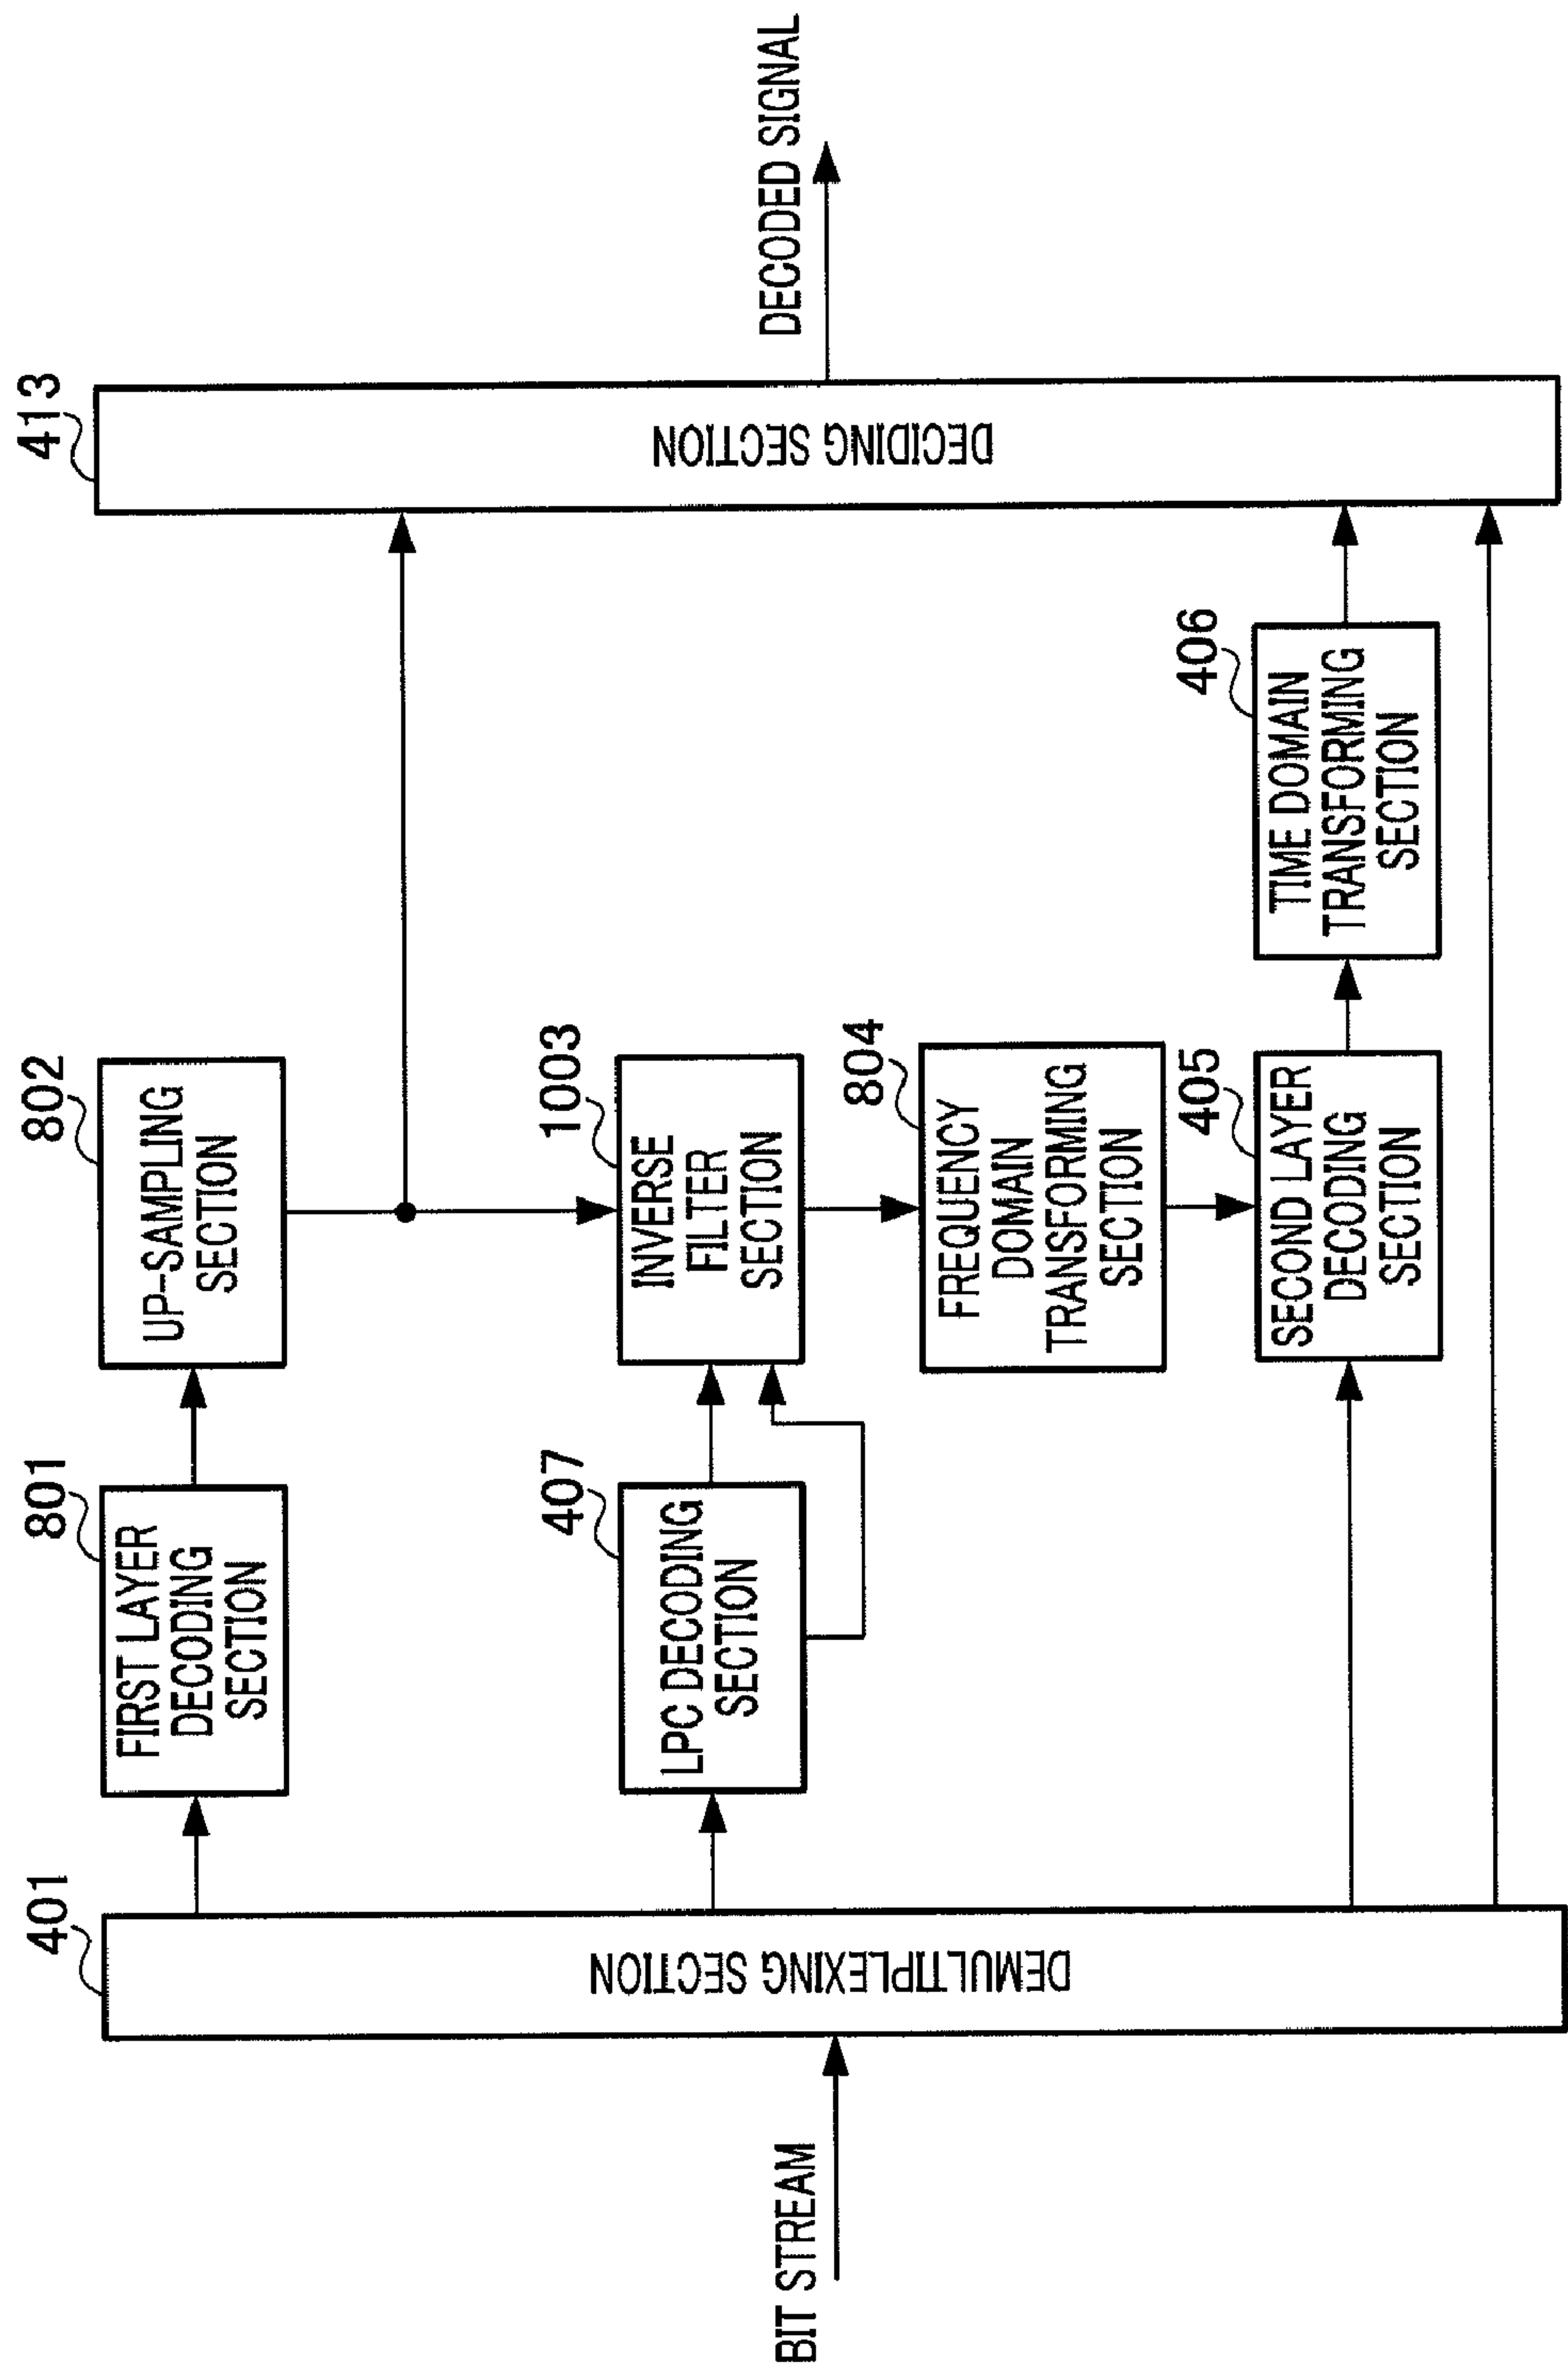 401
801
802
413
FIRST LAYER
DECODING
SECTION
UP-SAMPLING
SECTION
407
1003
LPC DECODING
SECTION
INVERSE
FILTER
SECTION
BIT STREAM
DEMULTIPLEXING SECTION
DECIDING SECTION
DECODED SIGNAL
804
FREQUENCY
DOMAIN
TRANSFORMING
SECTION
405
406
SECOND LAYER
DECODING
SECTION
TIME DOMAIN
TRANSFORMING
SECTION